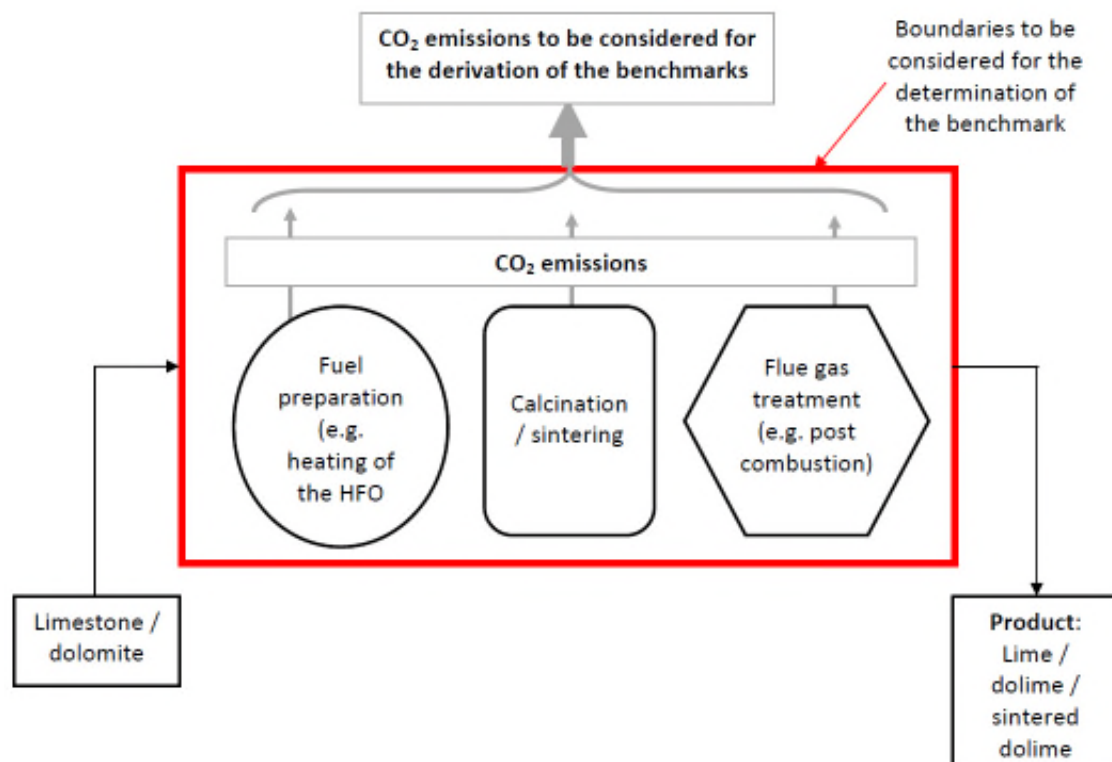 CO₂ emissions to be considered for
the derivation of the benchmarks
Boundaries to be
considered for the
determination of
the benchmark
CO₂ emissions
Fuel
preparation
(e.g.
heating of
the HFO
Calcination
/ sintering
Flue gas
treatment
(e.g. post
combustion)
Limestone /
dolomite
Product:
Lime /
dolime /
sintered
dolime